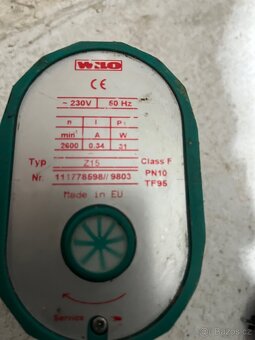 WILO
CE
~ 230V 50 Hz
n I P1
min-1 A W
2600 0,34 31
Typ Z15 Class F
Nr. 111778598// 9803 PN10
TF95
Made in EU
Service